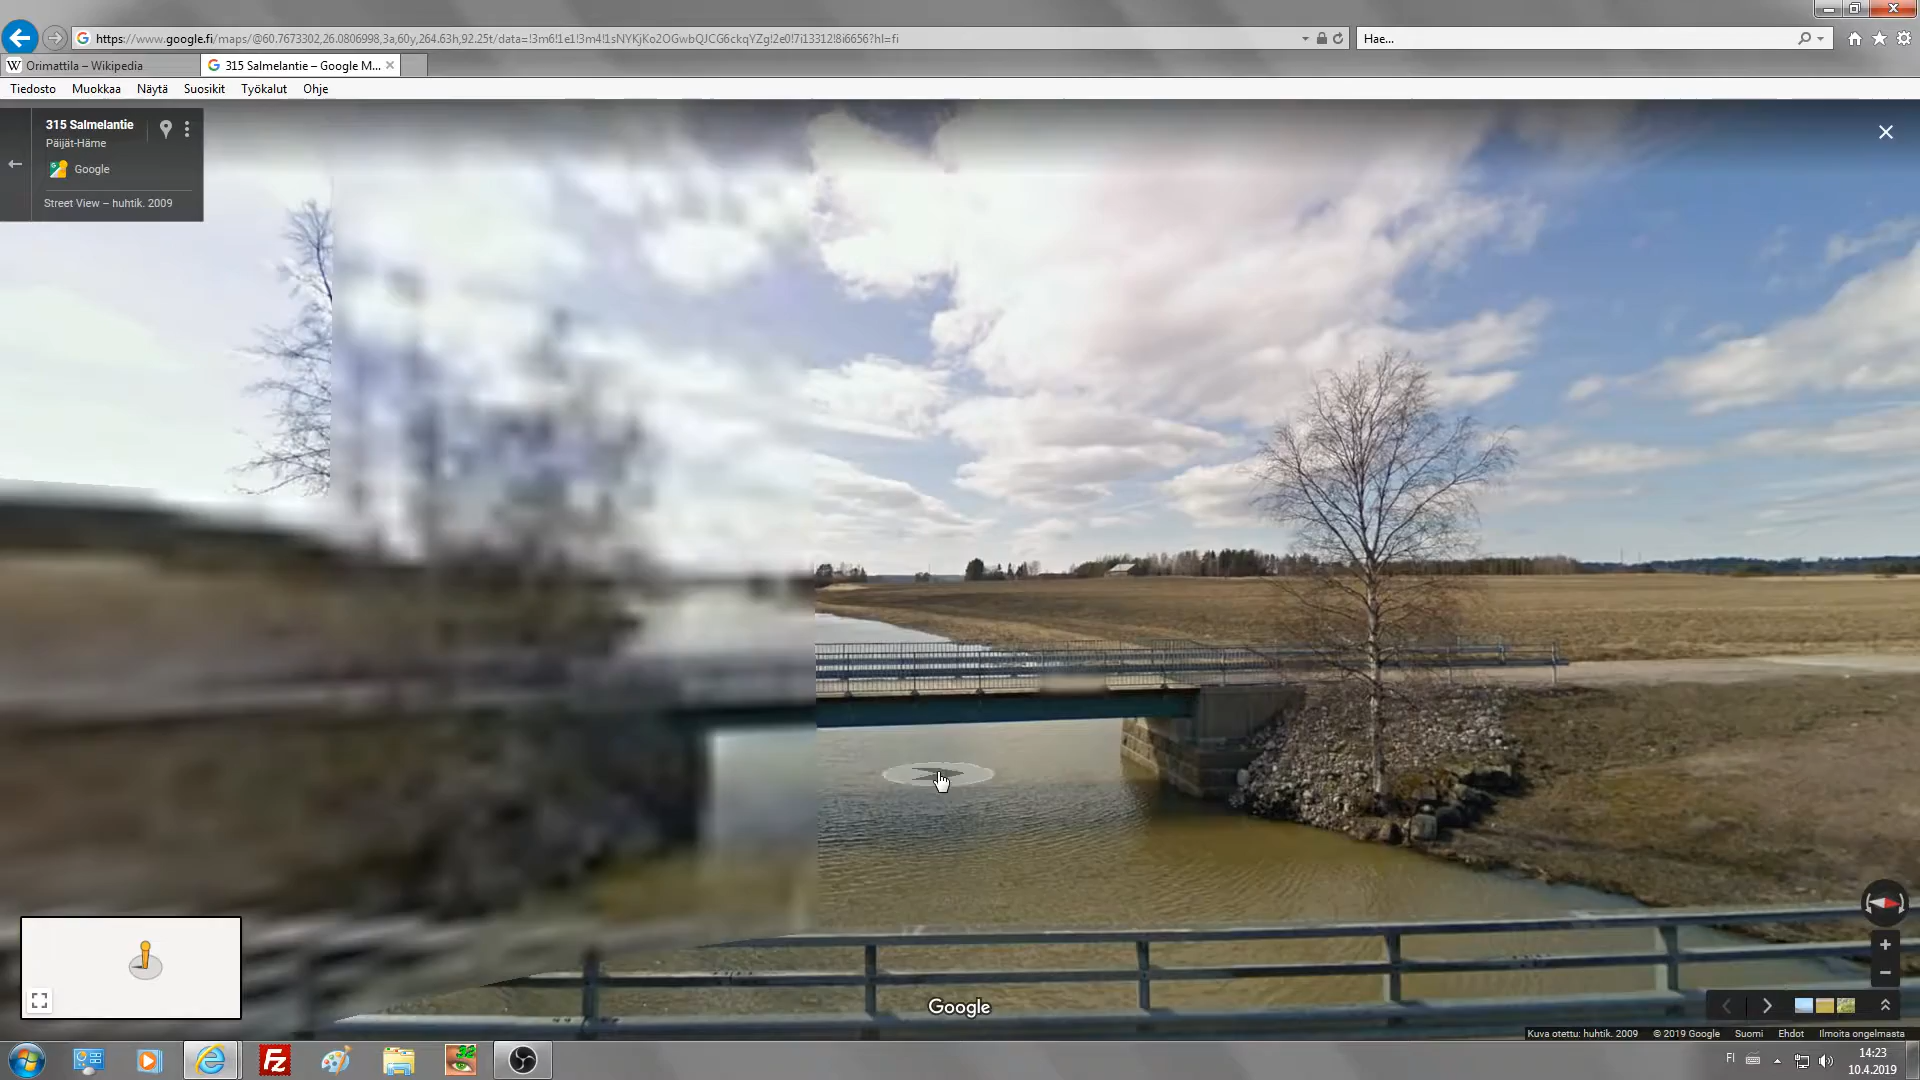 https://www.google.fi/maps/@60.7673302,26.0806998,3a,60y,264.63h,92.25t/data=!3m6!1e1!3m4!1sNYKjKo2OGwbQJCG6ckqYZg!2e0!7i13312!8i6656?hl=fi
Hae...
Orimattila – Wikipedia
315 Salmelantie – Google M...
Tiedosto Muokkaa Näytä Suosikit Työkalut Ohje
315 Salmelantie
Päijät-Häme
Google
Street View – huhtik. 2009
Google
Kuva otettu: huhtik. 2009 © 2019 Google Suomi Ehdot Ilmoita ongelmasta
FI
14:23
10.4.2019